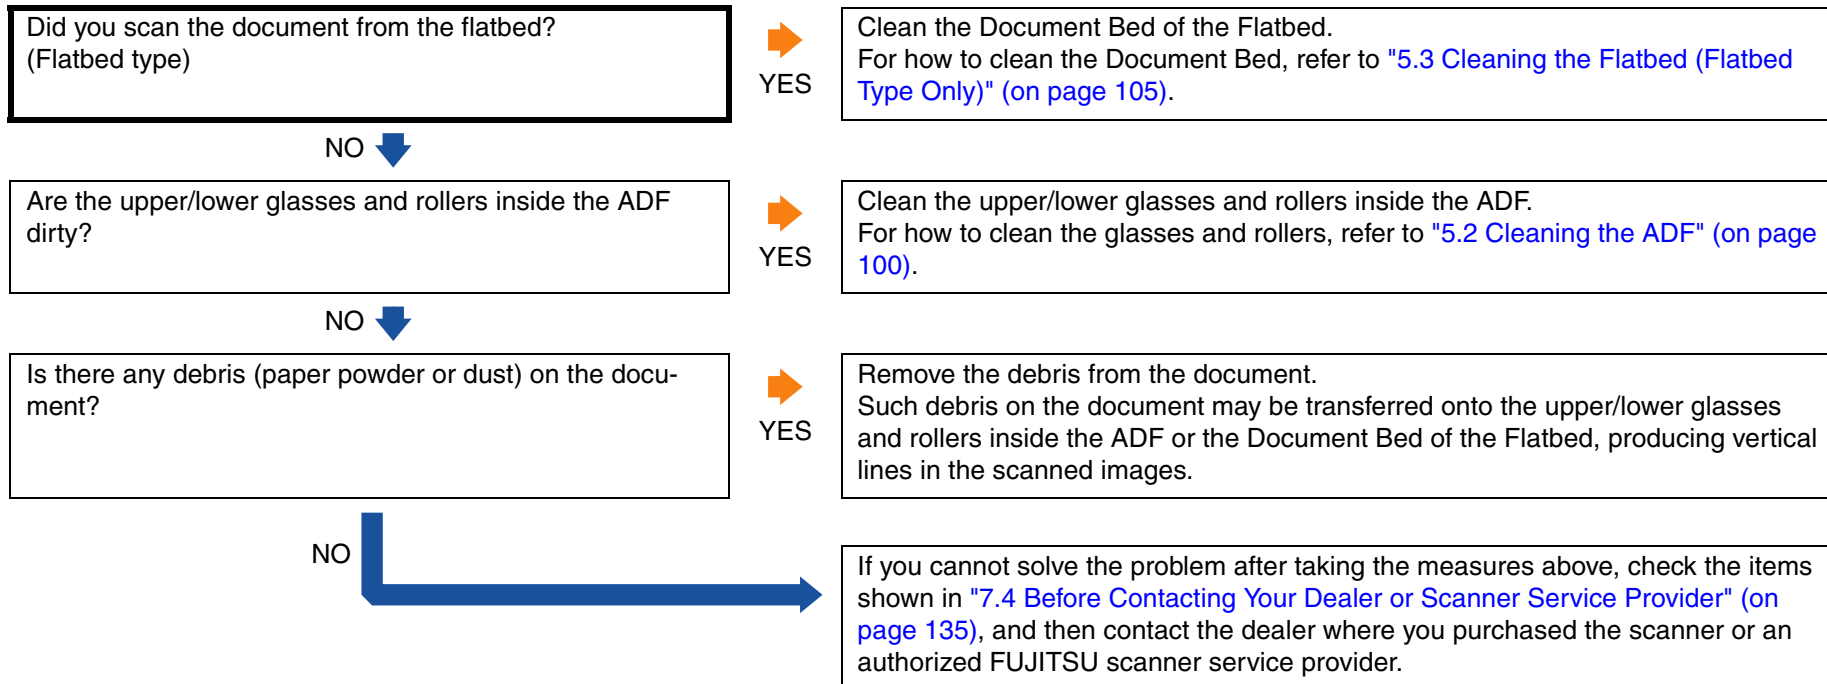 Did you scan the document from the flatbed?
(Flatbed type)
YES
Clean the Document Bed of the Flatbed.
For how to clean the Document Bed, refer to "5.3 Cleaning the Flatbed (Flatbed
Type Only)" (on page 105).
NO
Are the upper/lower glasses and rollers inside the ADF
dirty?
YES
Clean the upper/lower glasses and rollers inside the ADF.
For how to clean the glasses and rollers, refer to "5.2 Cleaning the ADF" (on page
100).
NO
Is there any debris (paper powder or dust) on the docu-
ment?
YES
Remove the debris from the document.
Such debris on the document may be transferred onto the upper/lower glasses
and rollers inside the ADF or the Document Bed of the Flatbed, producing vertical
lines in the scanned images.
NO
If you cannot solve the problem after taking the measures above, check the items
shown in "7.4 Before Contacting Your Dealer or Scanner Service Provider" (on
page 135), and then contact the dealer where you purchased the scanner or an
authorized FUJITSU scanner service provider.